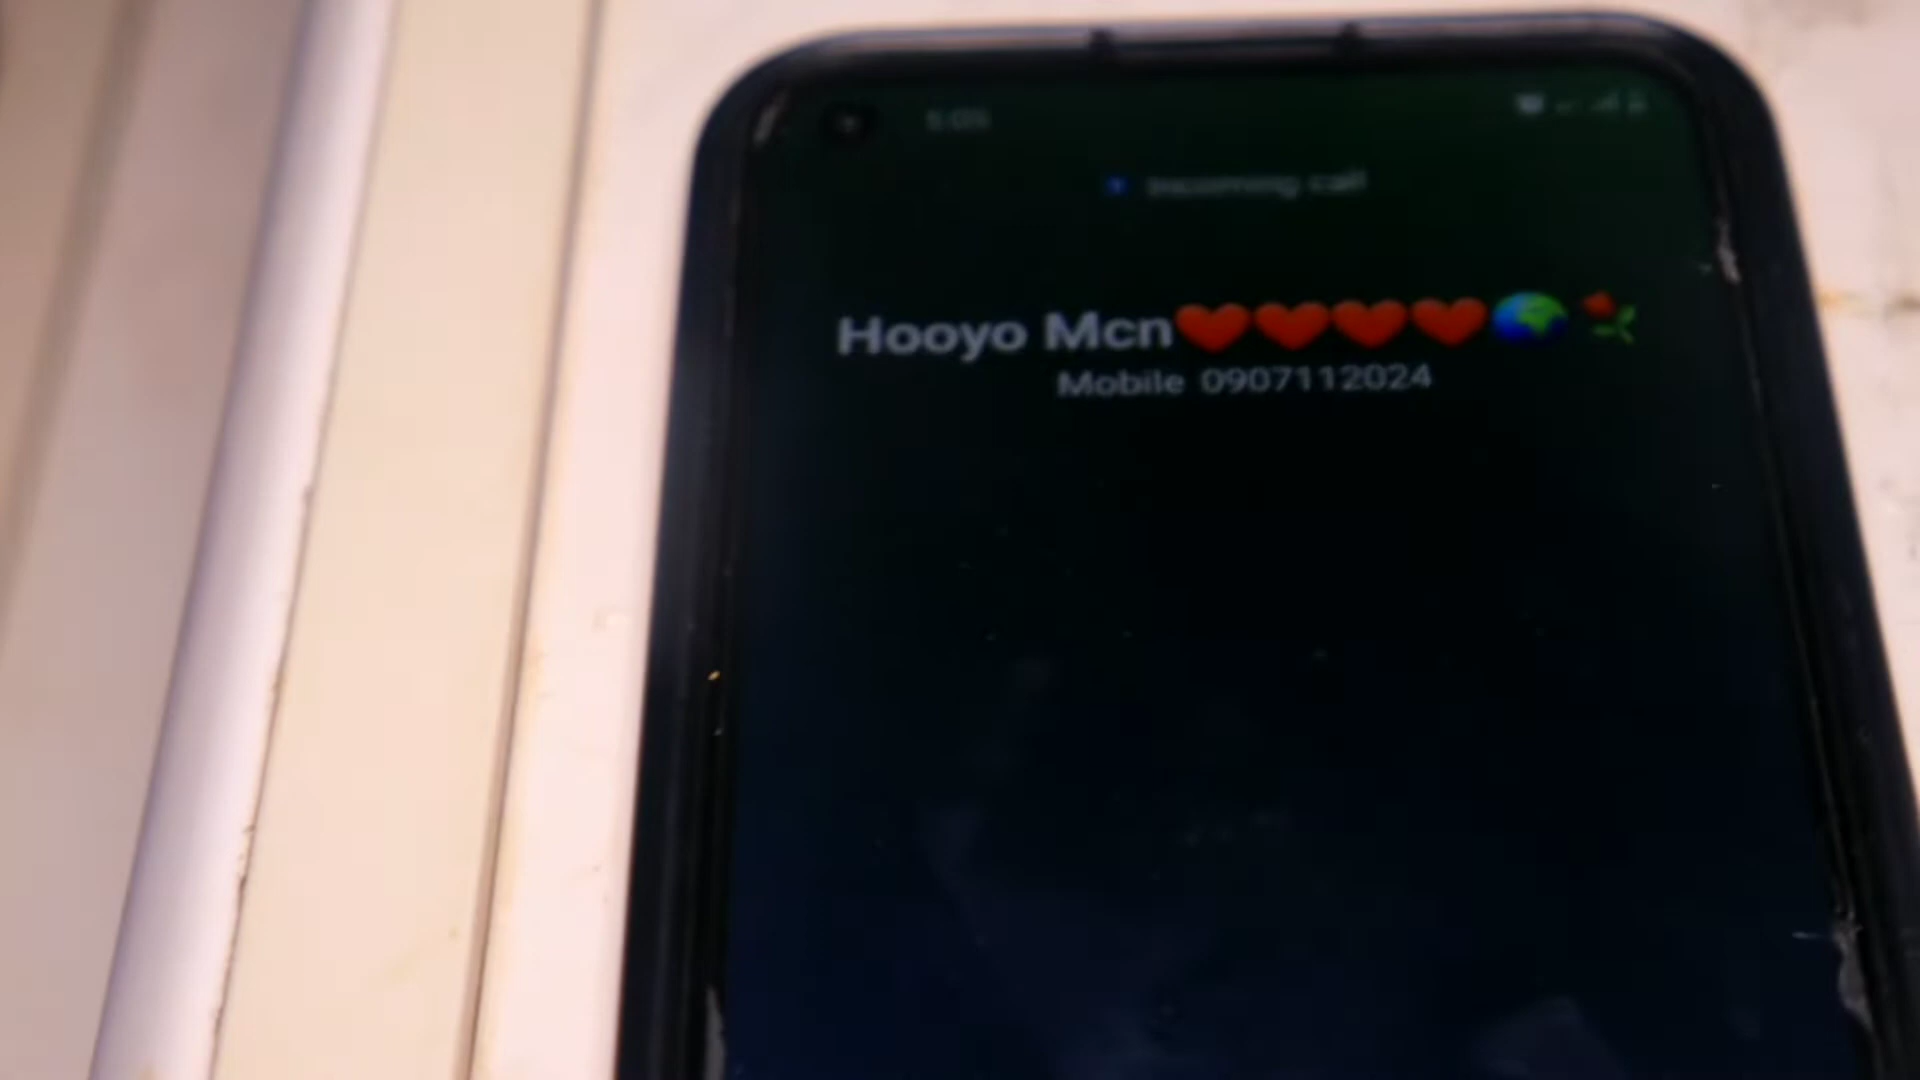 Incoming call
Hooyo Mcn❤️❤️❤️❤️🌍🌹
Mobile 0907112024